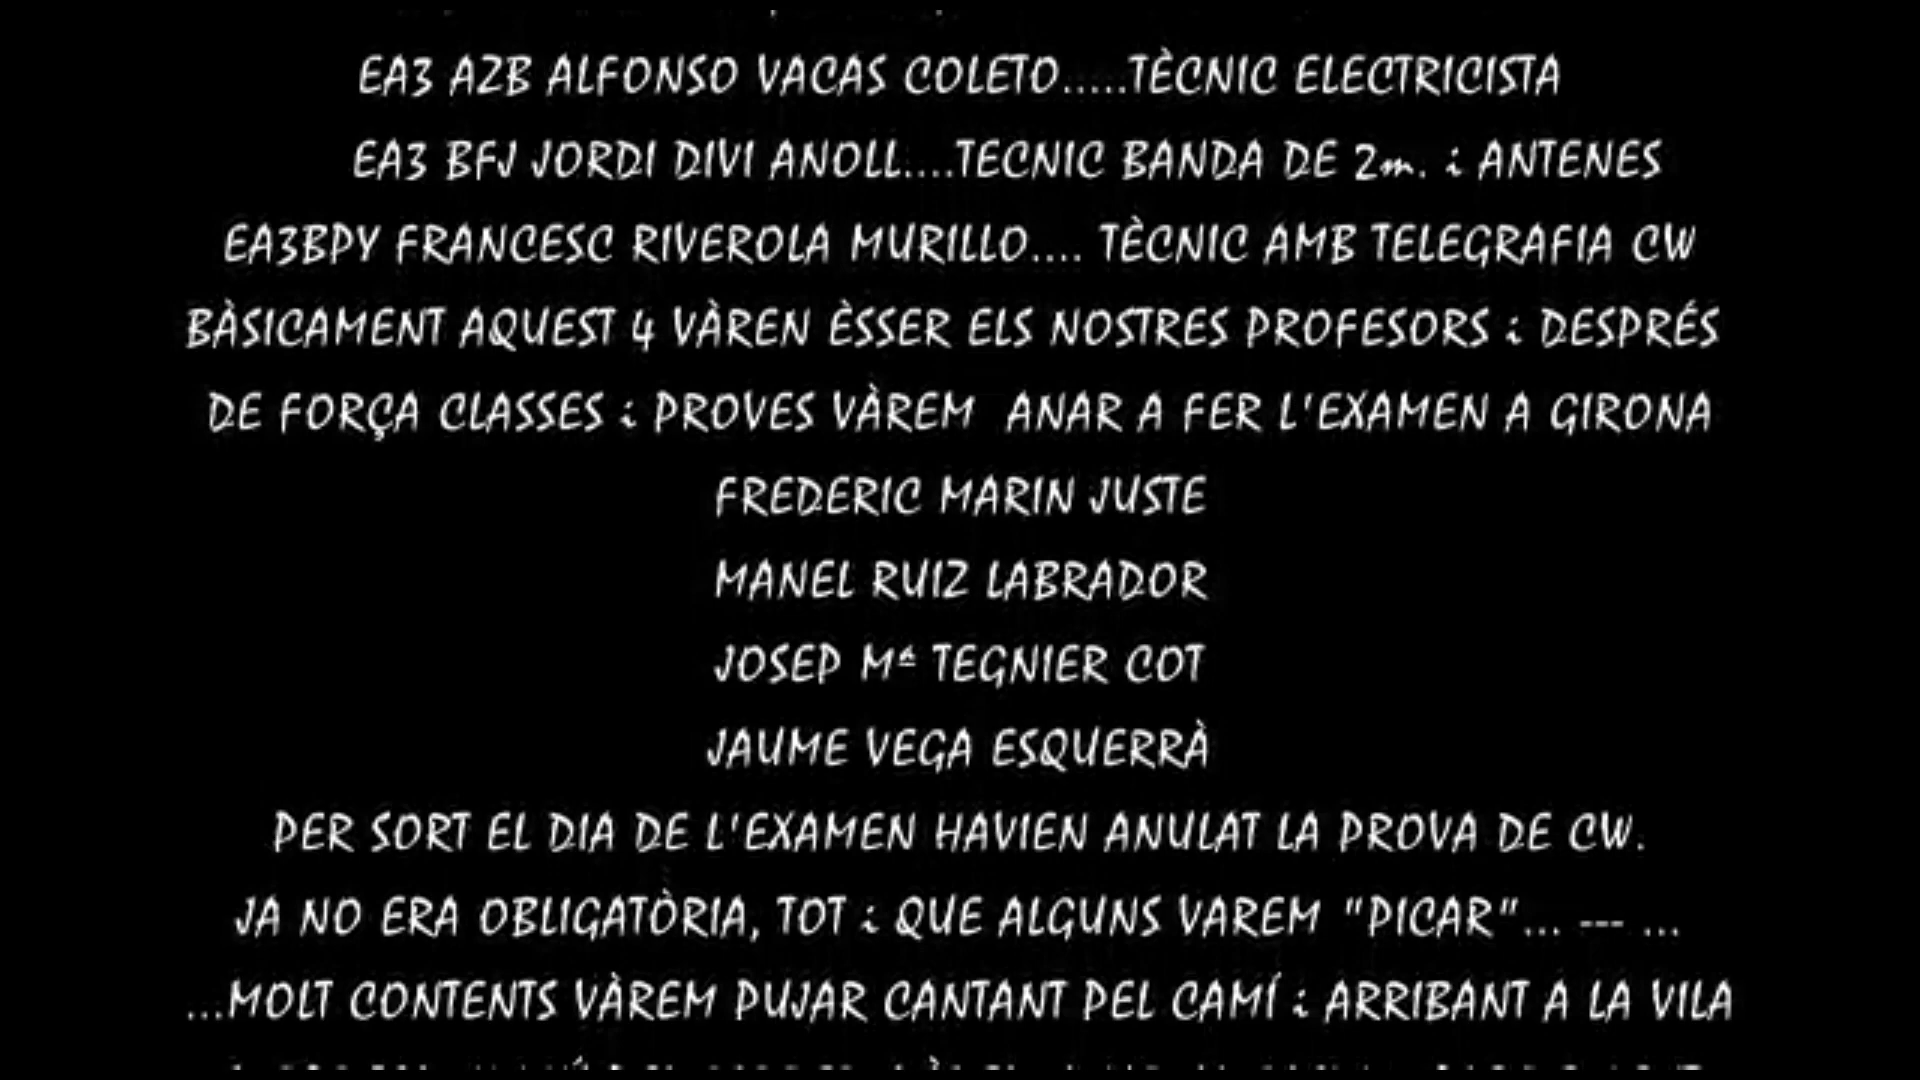 EA3 AZB ALFONSO VACAS COLETO.....TÈCNIC ELECTRICISTA
EA3 BFJ JORDI DIVI ANOLL....TECNIC BANDA DE 2m. i ANTENES
EA3BPY FRANCESC RIVEROLA MURILLO.... TÈCNIC AMB TELEGRAFIA CW
BÀSICAMENT AQUEST 4 VÀREN ÈSSER ELS NOSTRES PROFESORS i DESPRÉS
DE FORÇA CLASSES i PROVES VÀREM ANAR A FER L'EXAMEN A GIRONA
FREDERIC MARIN JUSTE
MANEL RUIZ LABRADOR
JOSEP Mª TEGNIER COT
JAUME VEGA ESQUERRÀ
PER SORT EL DIA DE L'EXAMEN HAVIEN ANULAT LA PROVA DE CW.
JA NO ERA OBLIGATÒRIA, TOT i QUE ALGUNS VAREM "PICAR"... --- ...
...MOLT CONTENTS VÀREM PUJAR CANTANT PEL CAMÍ i ARRIBANT A LA VILA